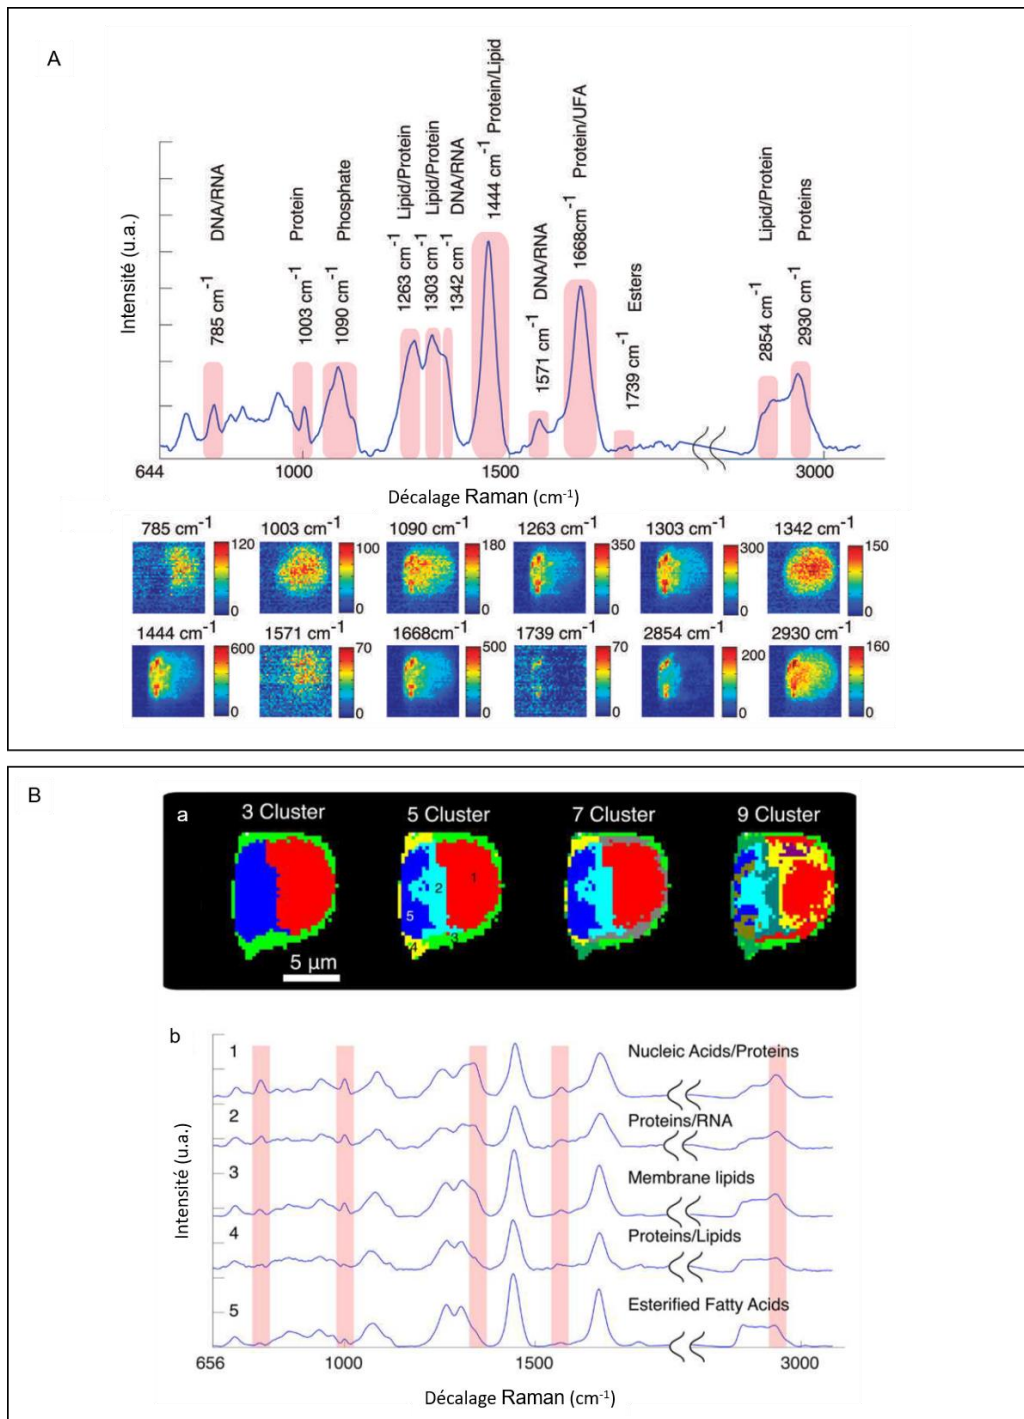 A
Intensité (u.a.)
785 cm⁻¹ DNA/RNA
1003 cm⁻¹ Protein
1090 cm⁻¹ Phosphate
1263 cm⁻¹ Lipid/Protein
1303 cm⁻¹ Lipid/Protein
1342 cm⁻¹ DNA/RNA
1444 cm⁻¹ Protein/Lipid
1571 cm⁻¹ DNA/RNA
1668cm⁻¹ Protein/UFA
1739 cm⁻¹ Esters
2854 cm⁻¹ Lipid/Protein
2930 cm⁻¹ Proteins
644 1000 1500 3000
Décalage Raman (cm⁻¹)
785 cm⁻¹ 1003 cm⁻¹ 1090 cm⁻¹ 1263 cm⁻¹ 1303 cm⁻¹ 1342 cm⁻¹
120 100 180 350 300 150
0 0 0 0 0 0
1444 cm⁻¹ 1571 cm⁻¹ 1668cm⁻¹ 1739 cm⁻¹ 2854 cm⁻¹ 2930 cm⁻¹
600 70 500 70 200 160
0 0 0 0 0 0
B
a
3 Cluster 5 Cluster 7 Cluster 9 Cluster
1
2
5
3
4
5 µm
b
Intensité (u.a.)
1 Nucleic Acids/Proteins
2 Proteins/RNA
3 Membrane lipids
4 Proteins/Lipids
5 Esterified Fatty Acids
656 1000 1500 3000
Décalage Raman (cm⁻¹)